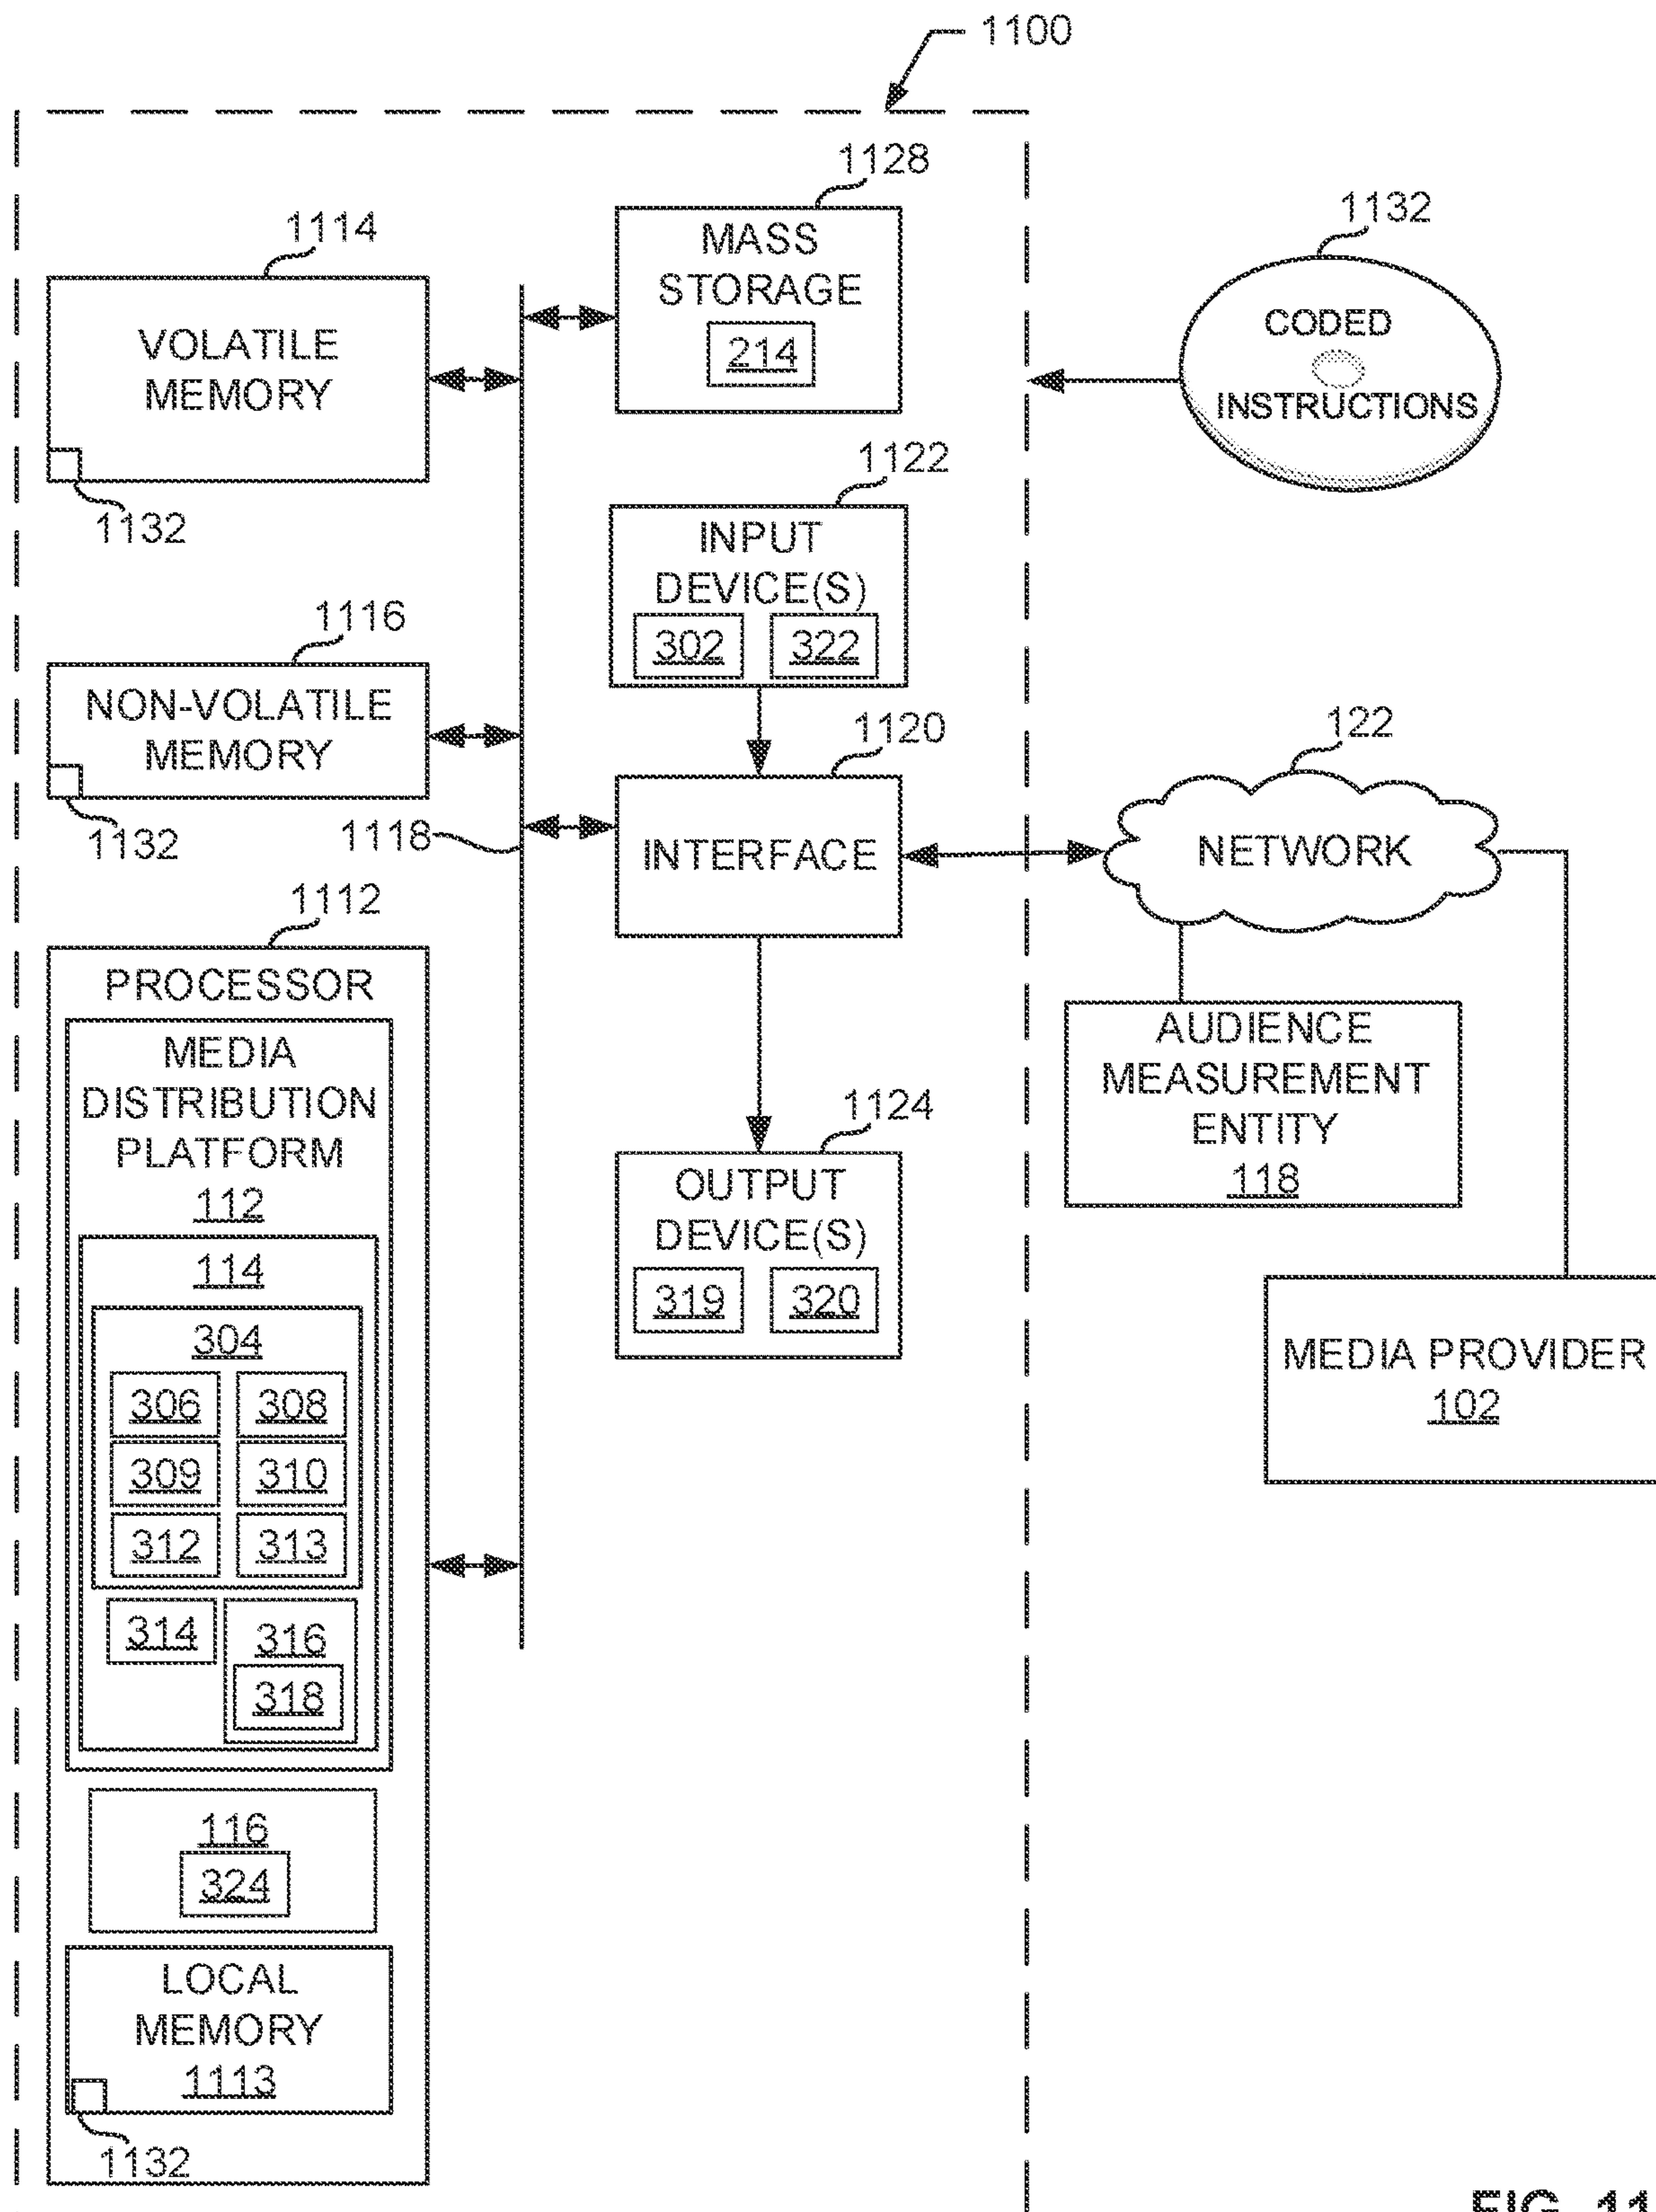 1100
1128
MASS
STORAGE
214
1114
VOLATILE
MEMORY
1132
1132
CODED
INSTRUCTIONS
1122
INPUT
DEVICE(S)
302 322
1116
NON-VOLATILE
MEMORY
1132
1118
1120
INTERFACE
122
NETWORK
1112
PROCESSOR
MEDIA
DISTRIBUTION
PLATFORM
112
114
304
306 308
309 310
312 313
314
316
318
116
324
LOCAL
MEMORY
1113
1132
1124
OUTPUT
DEVICE(S)
319 320
AUDIENCE
MEASUREMENT
ENTITY
118
MEDIA PROVIDER
102
FIG. 11